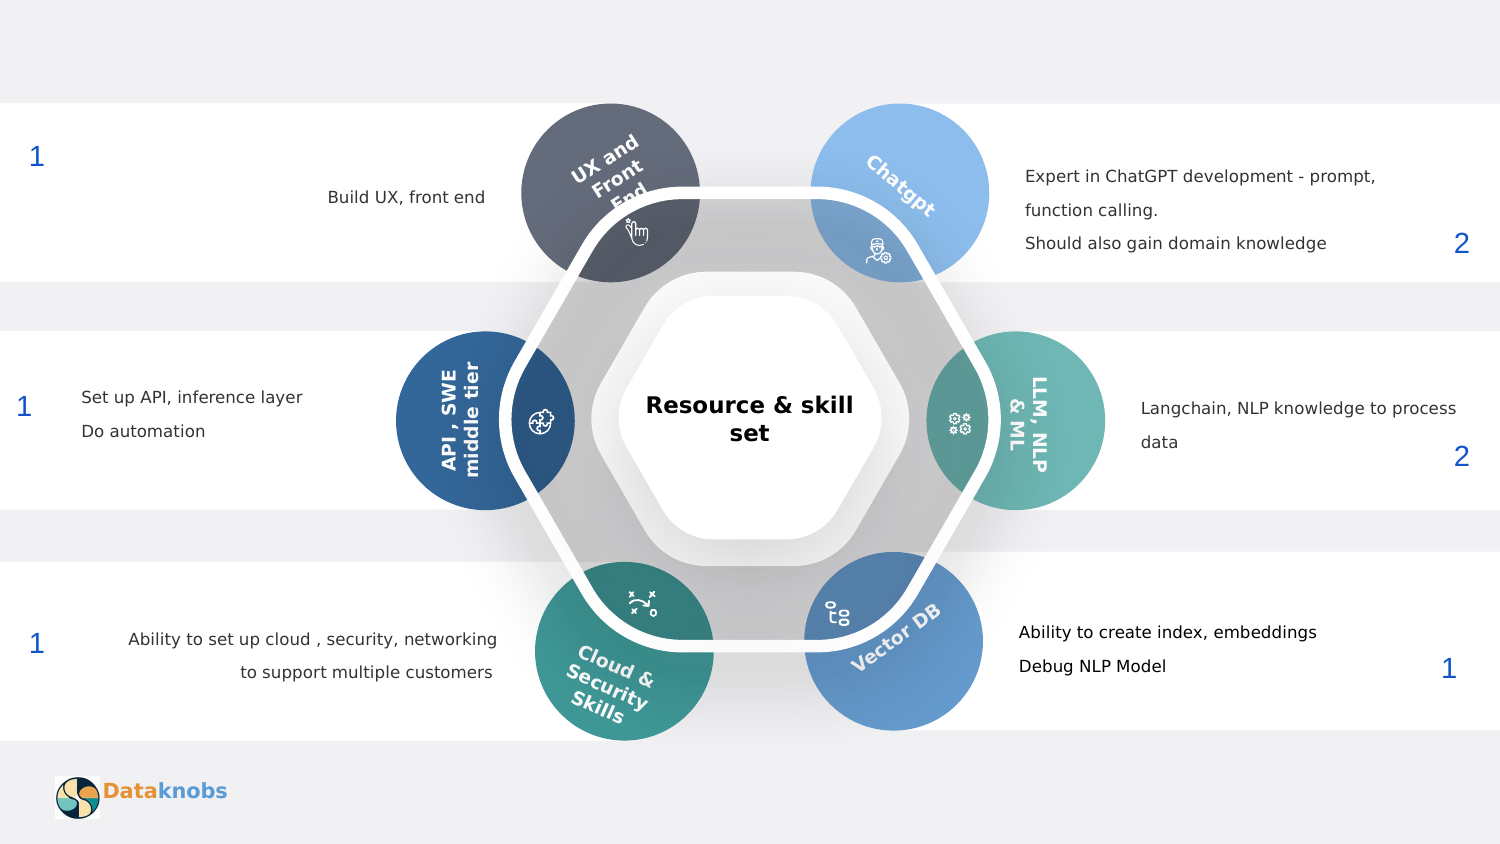 1
Build UX, front end
UX and
Front
End
Chatgpt
Expert in ChatGPT development - prompt,
function calling.
Should also gain domain knowledge
2
1
Set up API, inference layer
Do automation
API , SWE
middle tier
Resource & skill
set
LLM, NLP
& ML
Langchain, NLP knowledge to process
data
2
1
Ability to set up cloud , security, networking
to support multiple customers
Cloud &
Security
Skills
Vector DB
Ability to create index, embeddings
Debug NLP Model
1
Dataknobs